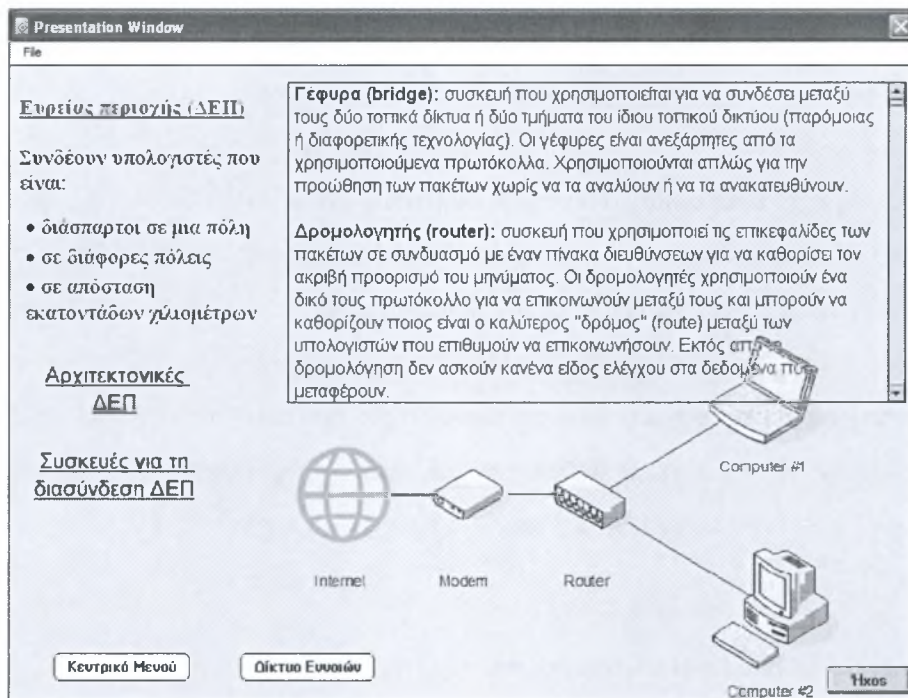 Presentation Window
File
Ευρείας περιοχής (ΔΕΠ)
Συνδέουν υπολογιστές που
είναι:
• διάσπαρτοι σε μια πόλη
• σε διάφορες πόλεις
• σε απόσταση
εκατοντάδων χιλιομέτρων
Αρχιτεκτονικές
ΔΕΠ
Συσκευές για τη
διασύνδεση ΔΕΠ
Γέφυρα (bridge): συσκευή που χρησιμοποιείται για να συνδέσει μεταξύ
τους δύο τοπικά δίκτυα ή δύο τμήματα του ίδιου τοπικού δικτύου (παρόμοιας
ή διαφορετικής τεχνολογίας). Οι γέφυρες είναι ανεξάρτητες από τα
χρησιμοποιούμενα πρωτόκολλα. Χρησιμοποιούνται απλώς για την
προώθηση των πακέτων χωρίς να τα αναλύουν ή να τα ανακατευθύνουν.
Δρομολογητής (router): συσκευή που χρησιμοποιεί τις επικεφαλίδες των
πακέτων σε συνδυασμό με έναν πίνακα διευθύνσεων για να καθορίσει τον
ακριβή προορισμό του μηνύματος. Οι δρομολογητές χρησιμοποιούν ένα
δικό τους πρωτόκολλο για να επικοινωνούν μεταξύ τους και μπορούν να
καθορίζουν ποιος είναι ο καλύτερος "δρόμος" (route) μεταξύ των
υπολογιστών που επιθυμούν να επικοινωνήσουν. Εκτός από
δρομολόγηση δεν ασκούν κανένα είδος ελέγχου στα δεδομένα που
μεταφέρουν.
Computer #1
Internet
Modem
Router
Computer #2
Κεντρικό Μενού
Δίκτυο Εννοιών
Ήχος